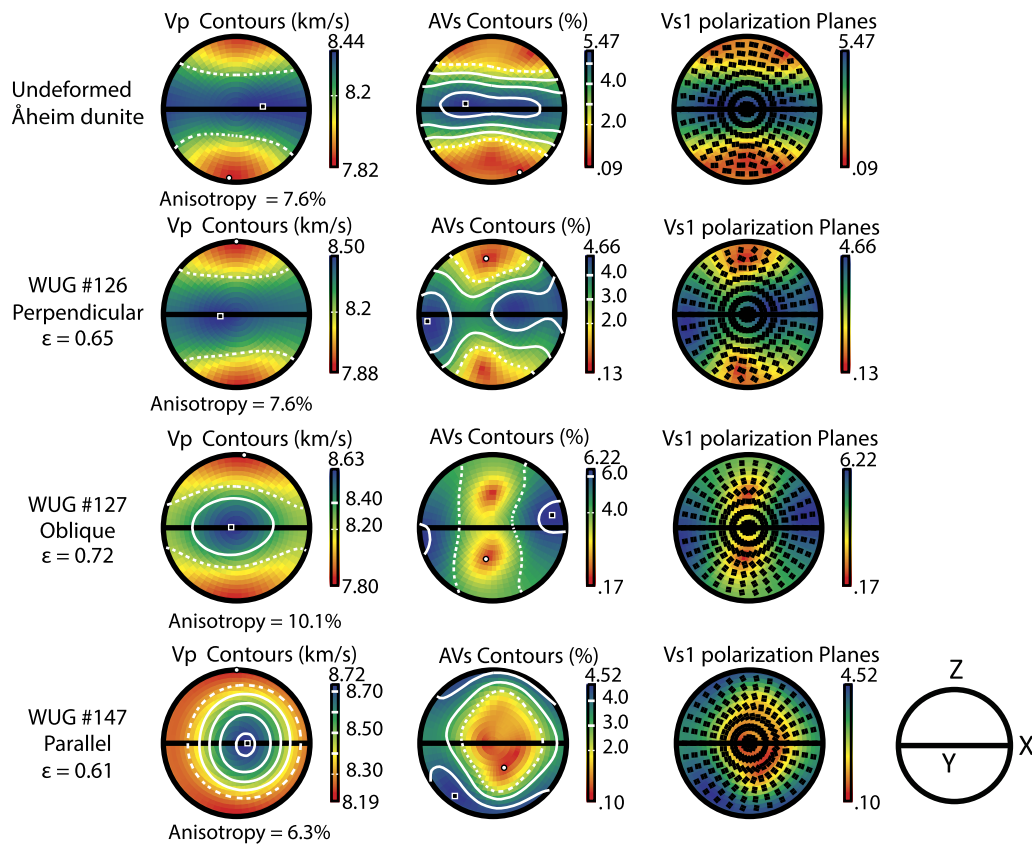 Vp Contours (km/s)
AVs Contours (%)
Vs1 polarization Planes
Undeformed
Åheim dunite
8.44
8.2
7.82
5.47
4.0
2.0
.09
5.47
.09
Anisotropy = 7.6%
Vp Contours (km/s)
AVs Contours (%)
Vs1 polarization Planes
WUG #126
Perpendicular
ε = 0.65
8.50
8.2
7.88
4.66
4.0
3.0
2.0
.13
4.66
.13
Anisotropy = 7.6%
Vp Contours (km/s)
AVs Contours (%)
Vs1 polarization Planes
WUG #127
Oblique
ε = 0.72
8.63
8.40
8.20
7.80
6.22
6.0
4.0
.17
6.22
.17
Anisotropy = 10.1%
Vp Contours (km/s)
AVs Contours (%)
Vs1 polarization Planes
WUG #147
Parallel
ε = 0.61
8.72
8.70
8.50
8.30
8.19
4.52
4.0
3.0
2.0
.10
4.52
.10
Anisotropy = 6.3%
Z
X
Y